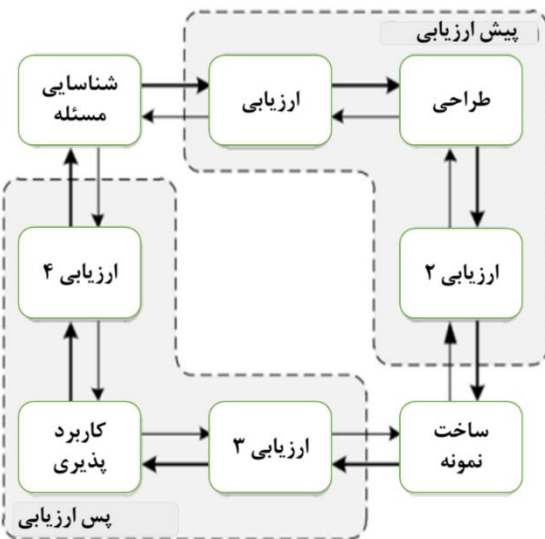 پیش ارزیابی
شناسایی
مسئله
ارزیابی
طراحی
ارزیابی ۴
ارزیابی ۲
کاربرد
پذیری
ارزیابی ۳
ساخت
نمونه
پس ارزیابی